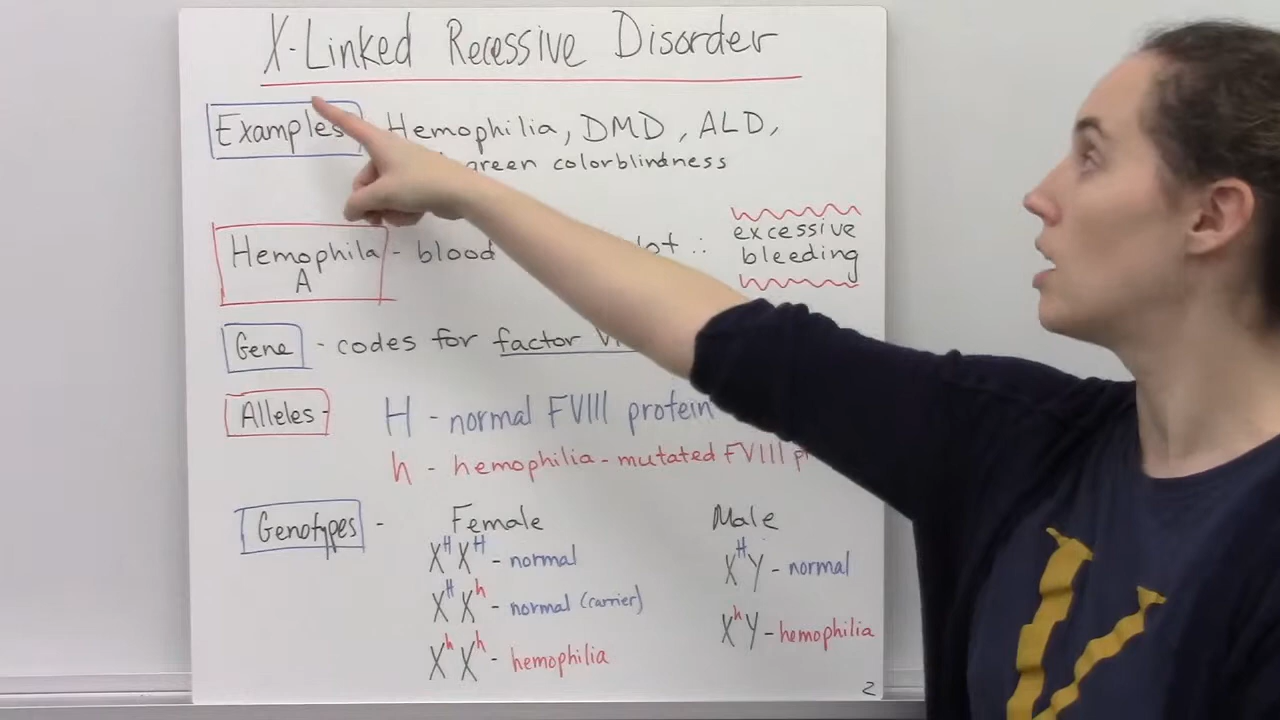 X-Linked Recessive Disorder
Examples Hemophilia, DMD, ALD,
green colorblindness
Hemophila A - blood ∴ excessive bleeding
Gene - codes for factor
Alleles - H - normal FVIII protein
h - hemophilia - mutated FVIII
Genotypes - Female Male
X^H X^H - normal X^H Y - normal
X^H X^h - normal (carrier)
X^h Y - hemophilia
X^h X^h - hemophilia
2